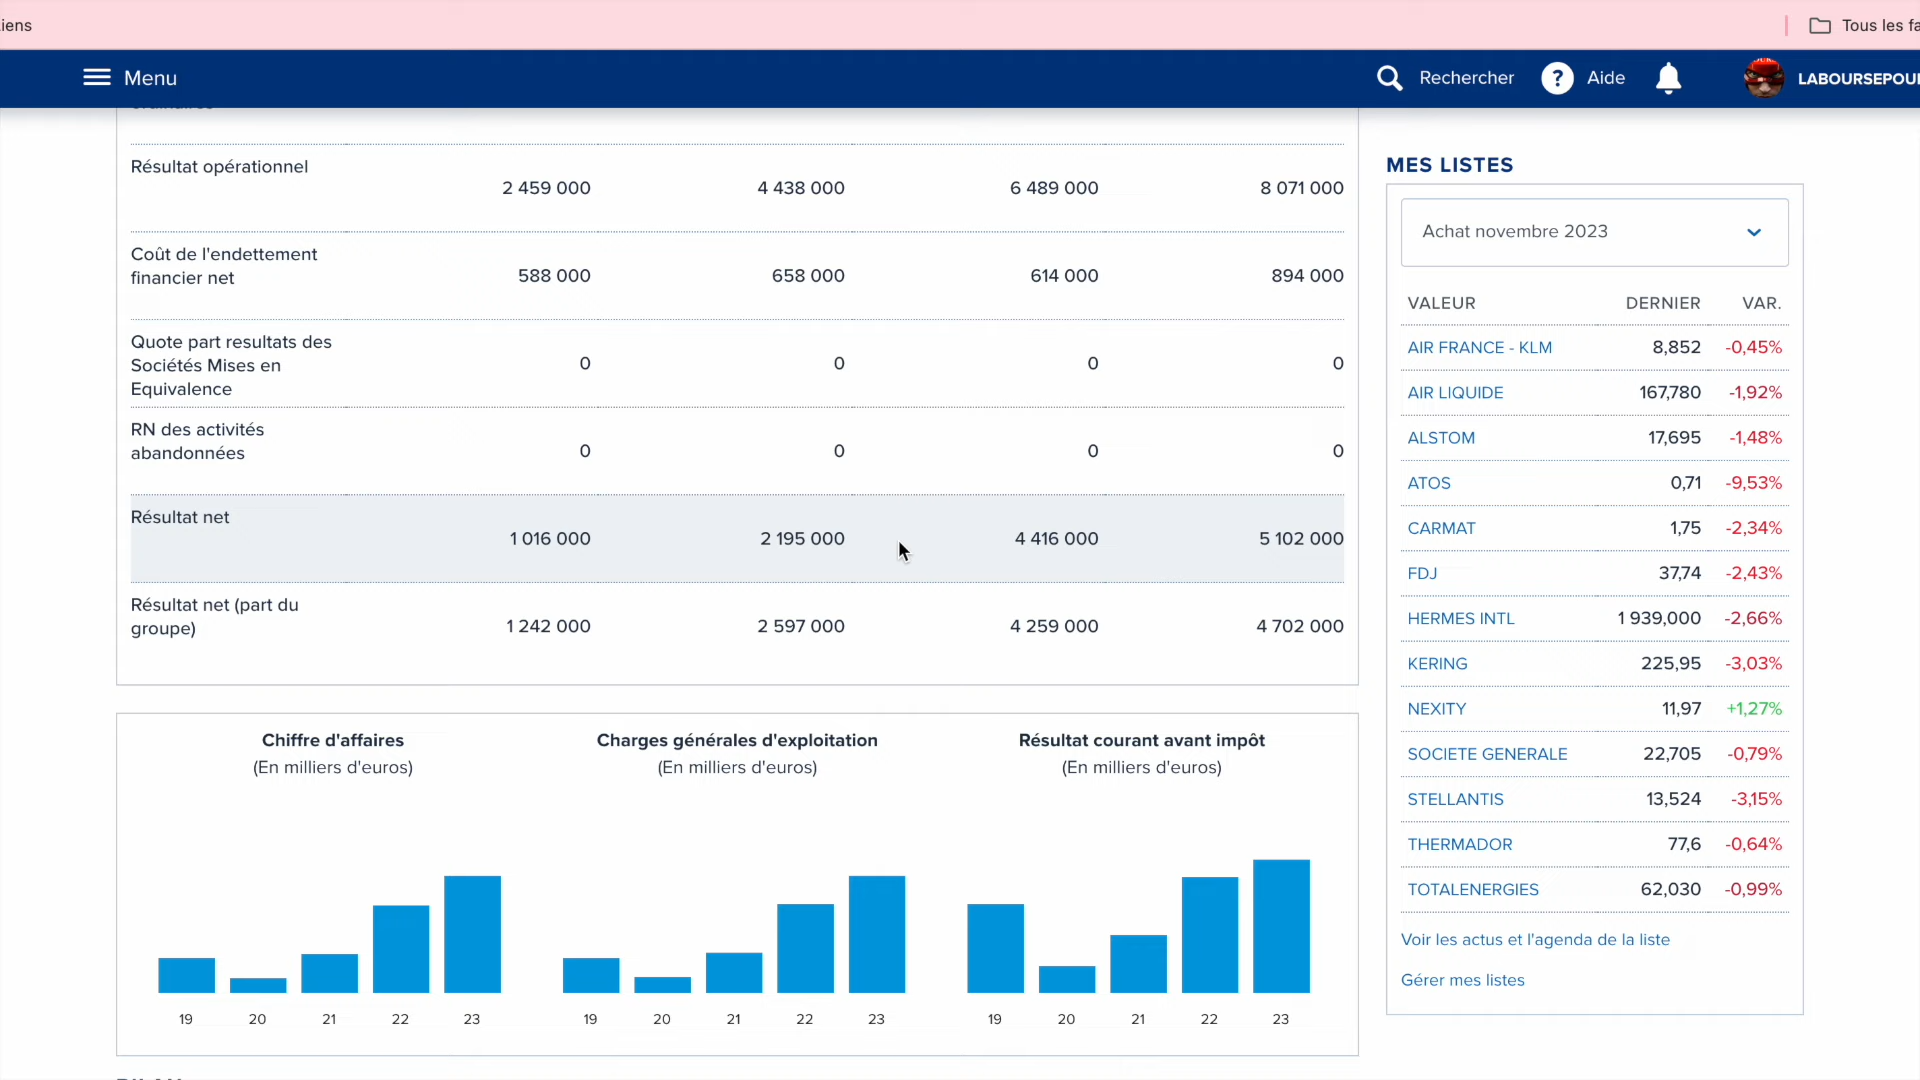 iens
Tous les fa
Menu
Rechercher
Aide
LABOURSEPOU
Résultat opérationnel
2 459 000 4 438 000 6 489 000 8 071 000
Coût de l'endettement
financier net
588 000 658 000 614 000 894 000
Quote part resultats des
Sociétés Mises en
Equivalence
0 0 0 0
RN des activités
abandonnées
0 0 0 0
Résultat net
1 016 000 2 195 000 4 416 000 5 102 000
Résultat net (part du
groupe)
1 242 000 2 597 000 4 259 000 4 702 000
Chiffre d'affaires
(En milliers d'euros)
19 20 21 22 23
Charges générales d'exploitation
(En milliers d'euros)
19 20 21 22 23
Résultat courant avant impôt
(En milliers d'euros)
19 20 21 22 23
MES LISTES
Achat novembre 2023
VALEUR DERNIER VAR.
AIR FRANCE - KLM 8,852 -0,45%
AIR LIQUIDE 167,780 -1,92%
ALSTOM 17,695 -1,48%
ATOS 0,71 -9,53%
CARMAT 1,75 -2,34%
FDJ 37,74 -2,43%
HERMES INTL 1 939,000 -2,66%
KERING 225,95 -3,03%
NEXITY 11,97 +1,27%
SOCIETE GENERALE 22,705 -0,79%
STELLANTIS 13,524 -3,15%
THERMADOR 77,6 -0,64%
TOTALENERGIES 62,030 -0,99%
Voir les actus et l'agenda de la liste
Gérer mes listes